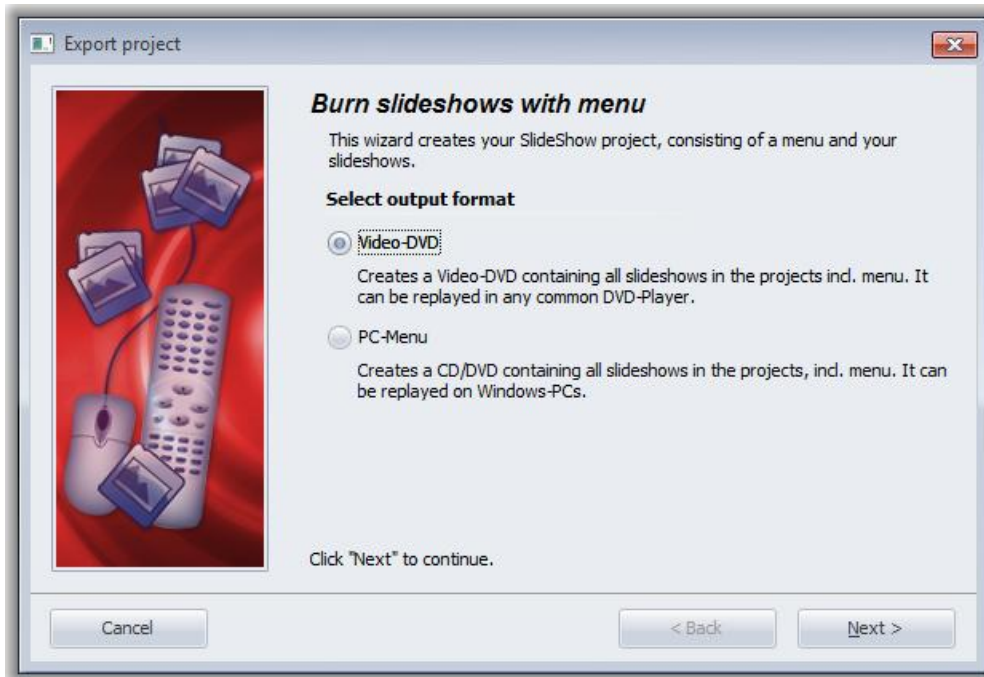 Export project
Burn slideshows with menu
This wizard creates your SlideShow project, consisting of a menu and your
slideshows.
Select output format
Video-DVD
Creates a Video-DVD containing all slideshows in the projects incl. menu. It
can be replayed in any common DVD-Player.
PC-Menu
Creates a CD/DVD containing all slideshows in the projects, incl. menu. It can
be replayed on Windows-PCs.
Click "Next" to continue.
Cancel
< Back
Next >